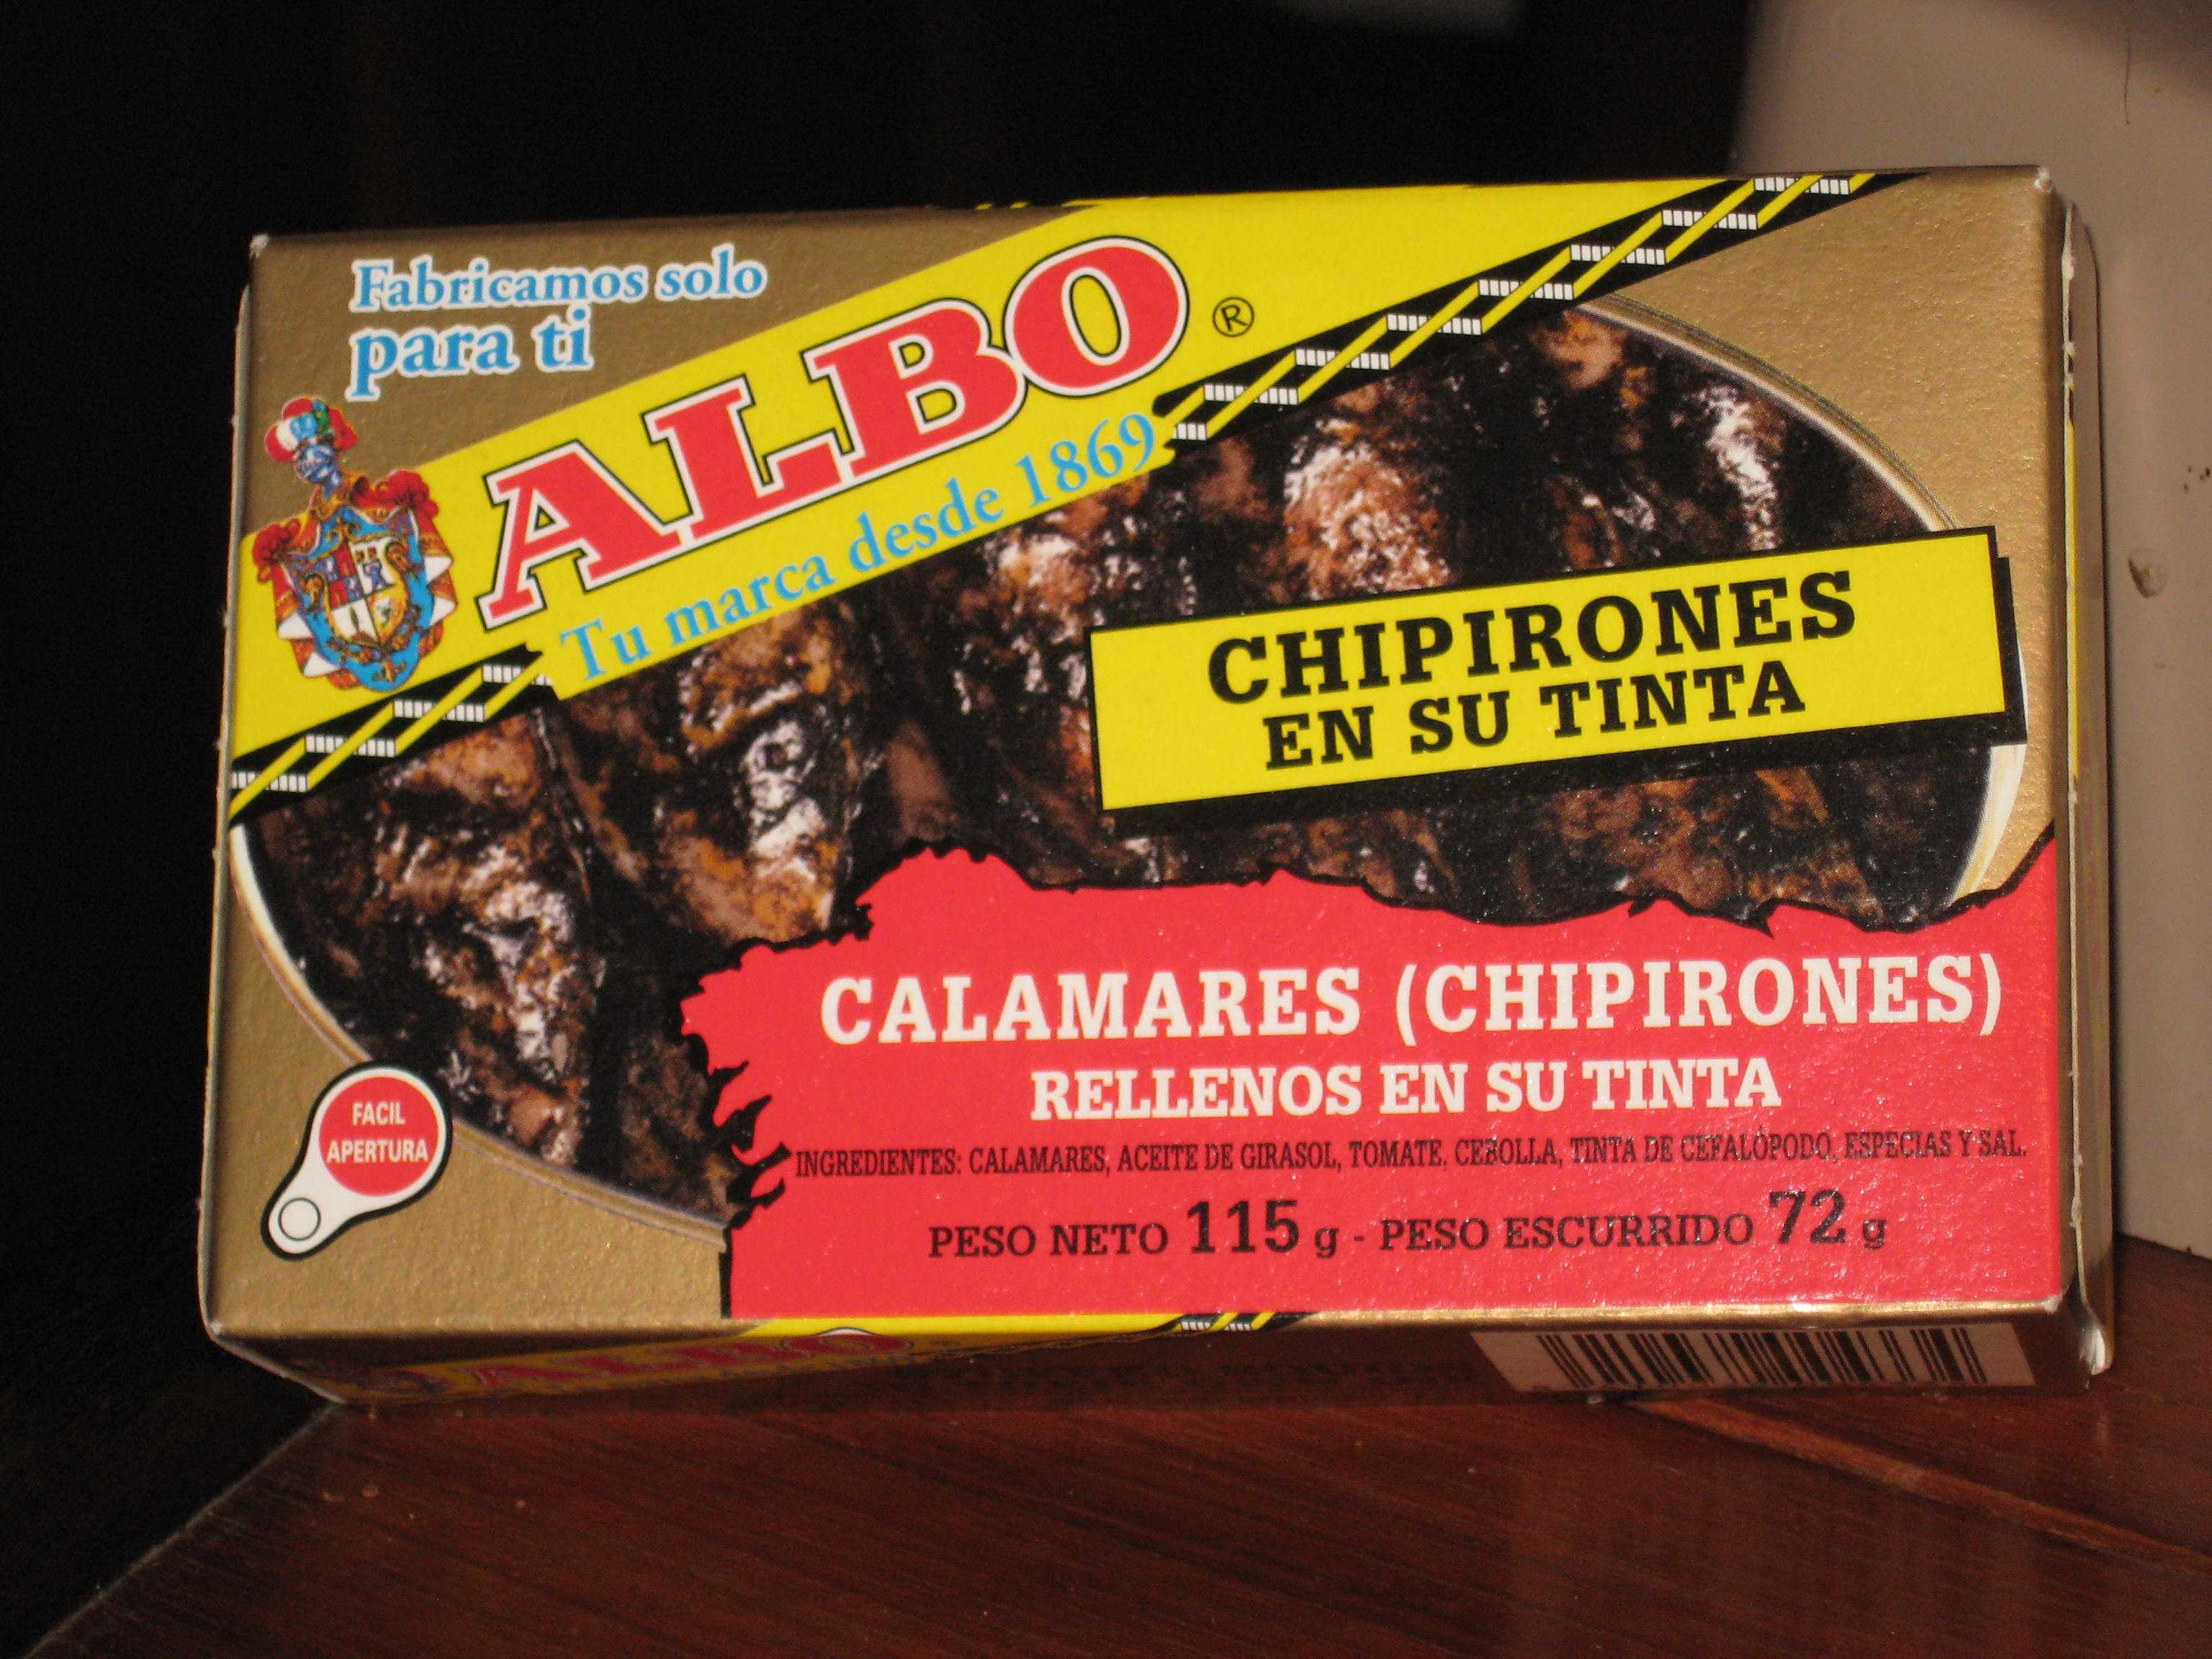 Fabricamos solo
para ti
ALBO ®
Tu marca desde 1869
CHIPIRONES
EN SU TINTA
CALAMARES (CHIPIRONES)
RELLENOS EN SU TINTA
INGREDIENTES: CALAMARES, ACEITE DE GIRASOL, TOMATE, CEBOLLA, TINTA DE CEFALÓPODO, ESPECIAS Y SAL.
PESO NETO 115 g - PESO ESCURRIDO 72 g
FACIL
APERTURA
ALBO